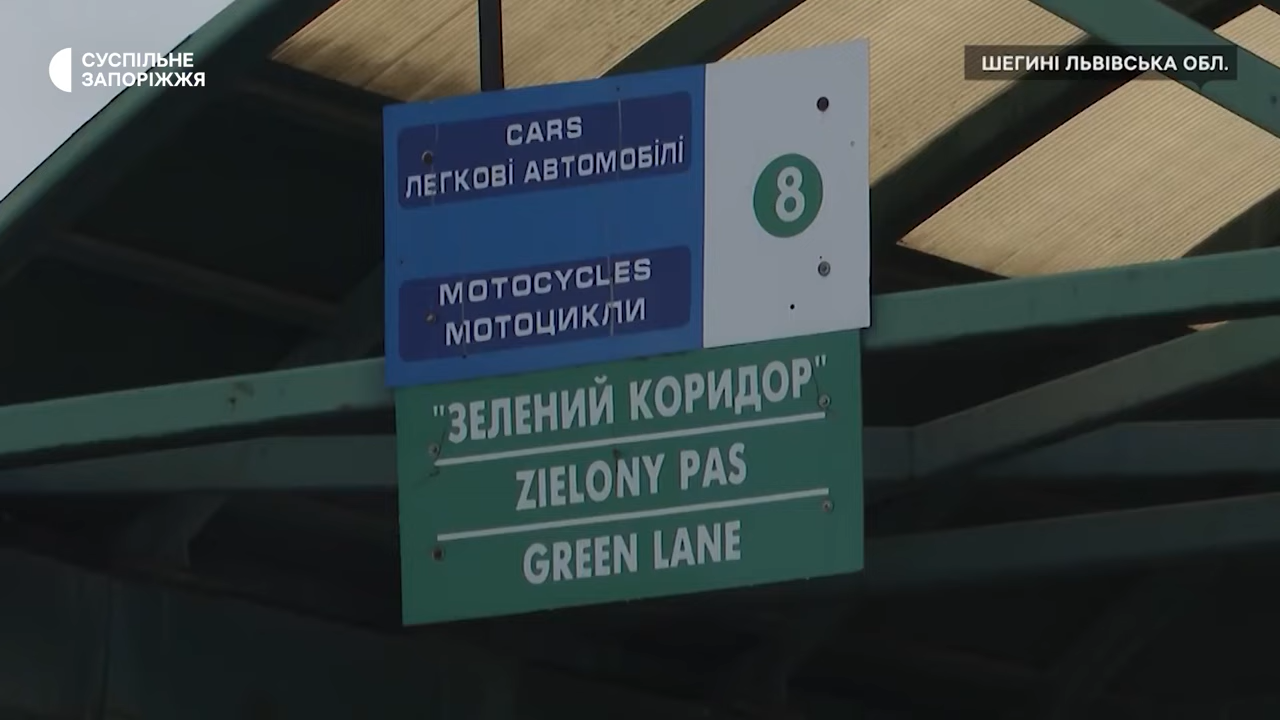 СУСПІЛЬНЕ
ЗАПОРІЖЖЯ
ШЕГИНІ ЛЬВІВСЬКА ОБЛ.
CARS
ЛЕГКОВІ АВТОМОБІЛІ
8
MOTOCYCLES
МОТОЦИКЛИ
"ЗЕЛЕНИЙ КОРИДОР"
ZIELONY PAS
GREEN LANE